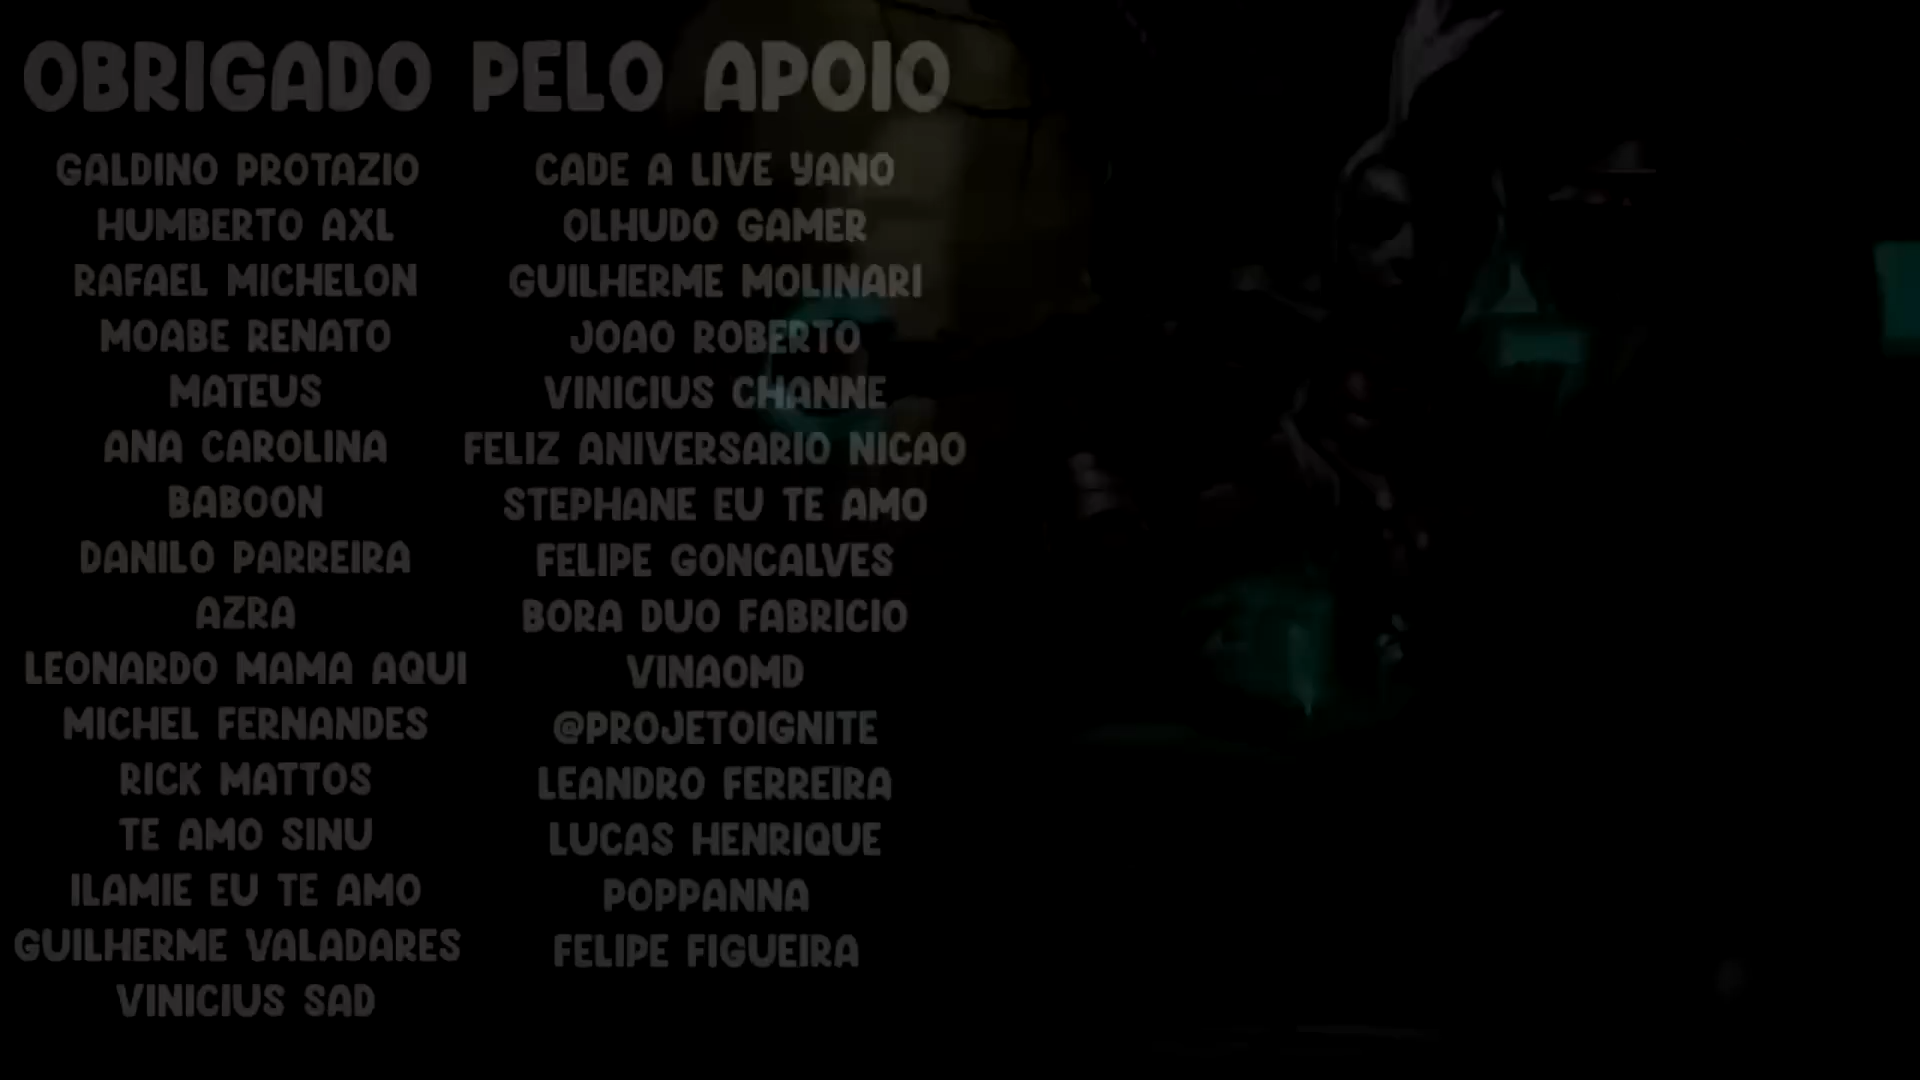 OBRIGADO PELO APOIO
GALDINO PROTAZIO
HUMBERTO AXL
RAFAEL MICHELON
MOABE RENATO
MATEUS
ANA CAROLINA
BABOON
DANILO PARREIRA
AZRA
LEONARDO MAMA AQUI
MICHEL FERNANDES
RICK MATTOS
TE AMO SINU
ILAMIE EU TE AMO
GUILHERME VALADARES
VINICIUS SAD
CADE A LIVE YANO
OLHUDO GAMER
GUILHERME MOLINARI
JOAO ROBERTO
VINICIUS CHANNE
FELIZ ANIVERSARIO NICAO
STEPHANE EU TE AMO
FELIPE GONCALVES
BORA DUO FABRICIO
VINAOMD
@PROJETOIGNITE
LEANDRO FERREIRA
LUCAS HENRIQUE
POPPANNA
FELIPE FIGUEIRA